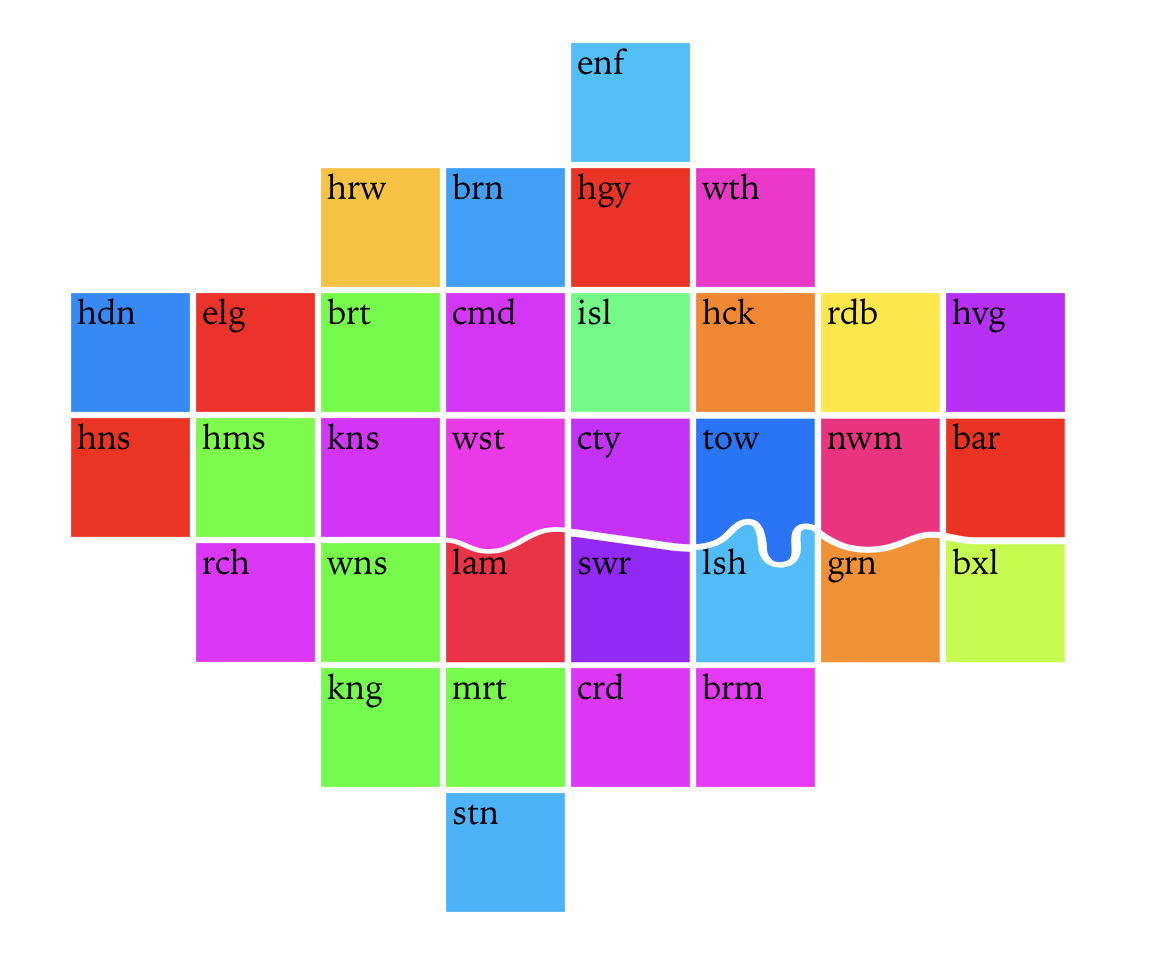 enf
hrw brn hgy wth
hdn elg brt cmd isl hck rdb hvg
hns hms kns wst cty tow nwm bar
rch wns lam swr lsh grn bxl
kng mrt crd brm
stn